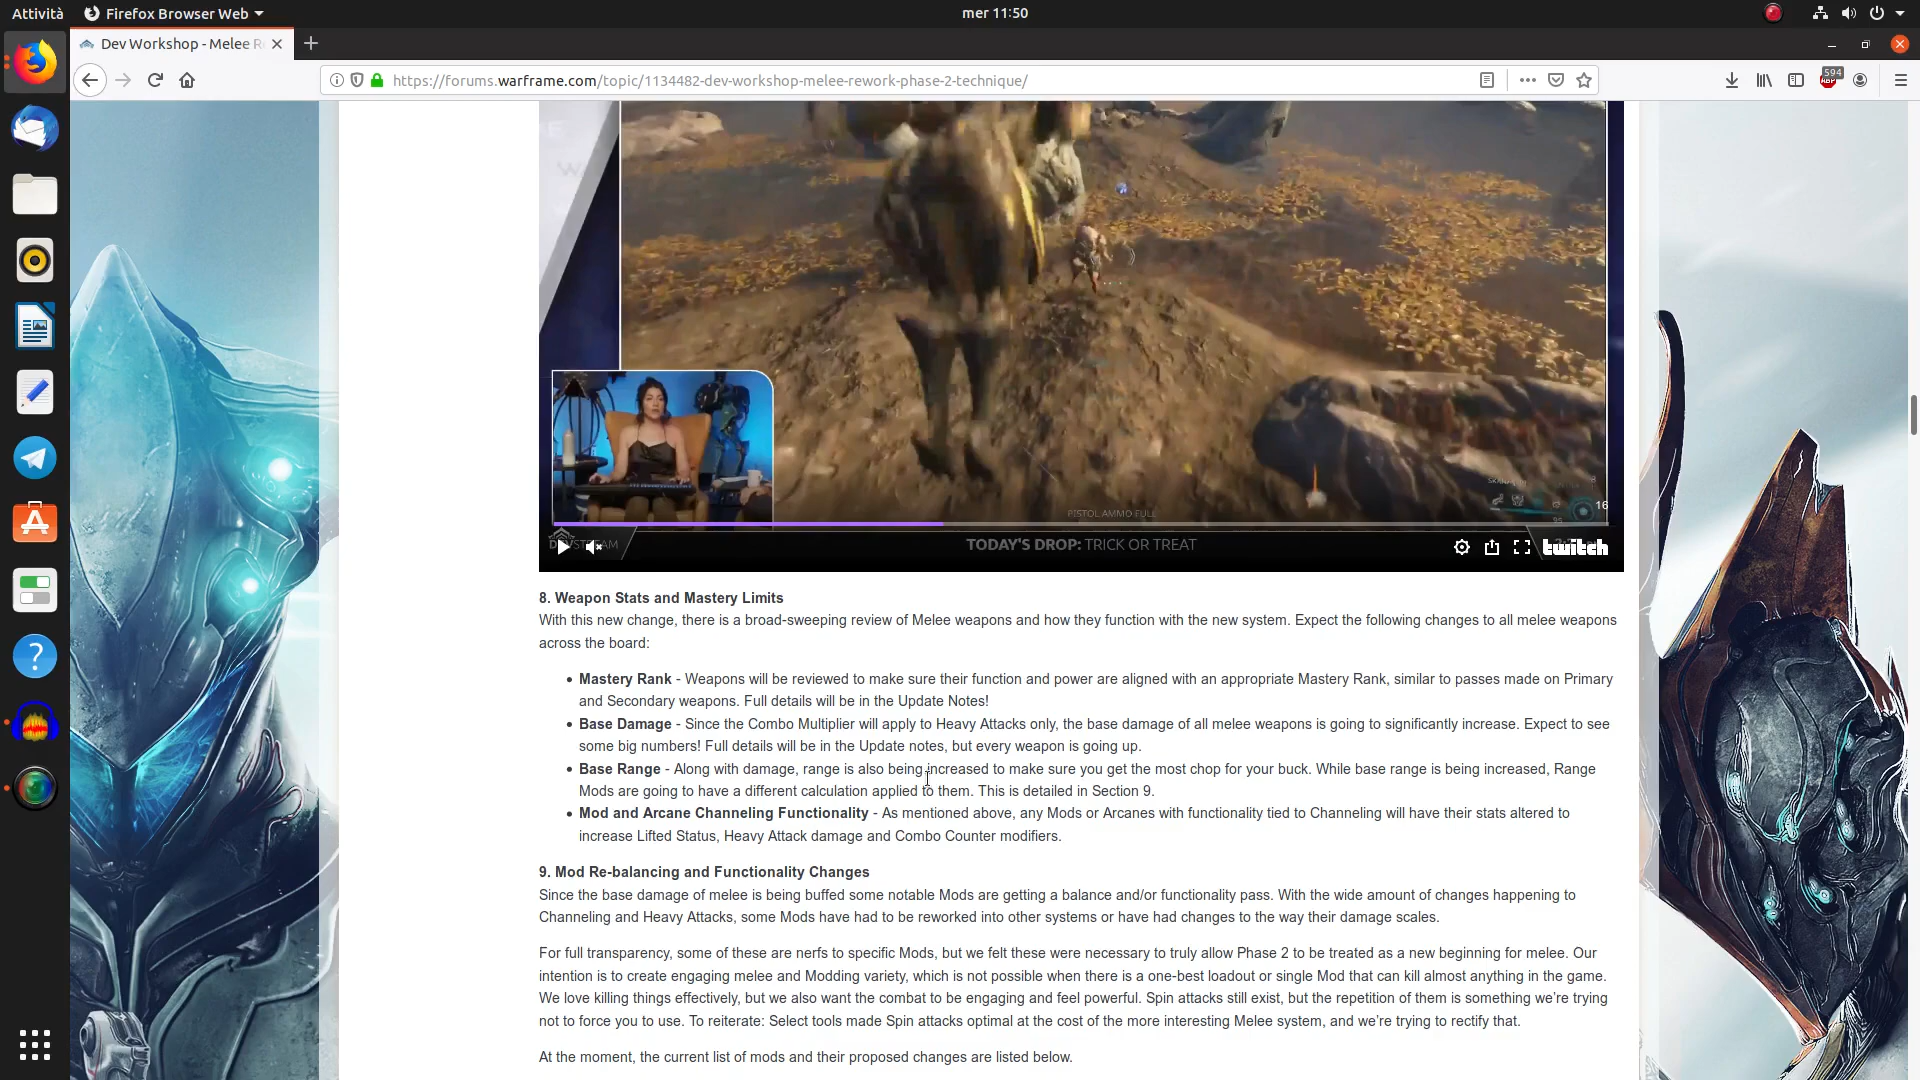 Attività
Firefox Browser Web
mer 11:50
Dev Workshop - Melee R
594
ABP
https://forums.warframe.com/topic/1134482-dev-workshop-melee-rework-phase-2-technique/
PISTOL AMMO FULL
16
DEVSTREAM
TODAY'S DROP: TRICK OR TREAT
twitch
8. Weapon Stats and Mastery Limits
With this new change, there is a broad-sweeping review of Melee weapons and how they function with the new system. Expect the following changes to all melee weapons
across the board:
• Mastery Rank - Weapons will be reviewed to make sure their function and power are aligned with an appropriate Mastery Rank, similar to passes made on Primary
and Secondary weapons. Full details will be in the Update Notes!
• Base Damage - Since the Combo Multiplier will apply to Heavy Attacks only, the base damage of all melee weapons is going to significantly increase. Expect to see
some big numbers! Full details will be in the Update notes, but every weapon is going up.
• Base Range - Along with damage, range is also being increased to make sure you get the most chop for your buck. While base range is being increased, Range
Mods are going to have a different calculation applied to them. This is detailed in Section 9.
• Mod and Arcane Channeling Functionality - As mentioned above, any Mods or Arcanes with functionality tied to Channeling will have their stats altered to
increase Lifted Status, Heavy Attack damage and Combo Counter modifiers.
9. Mod Re-balancing and Functionality Changes
Since the base damage of melee is being buffed some notable Mods are getting a balance and/or functionality pass. With the wide amount of changes happening to
Channeling and Heavy Attacks, some Mods have had to be reworked into other systems or have had changes to the way their damage scales.
For full transparency, some of these are nerfs to specific Mods, but we felt these were necessary to truly allow Phase 2 to be treated as a new beginning for melee. Our
intention is to create engaging melee and Modding variety, which is not possible when there is a one-best loadout or single Mod that can kill almost anything in the game.
We love killing things effectively, but we also want the combat to be engaging and feel powerful. Spin attacks still exist, but the repetition of them is something we're trying
not to force you to use. To reiterate: Select tools made Spin attacks optimal at the cost of the more interesting Melee system, and we're trying to rectify that.
At the moment, the current list of mods and their proposed changes are listed below.